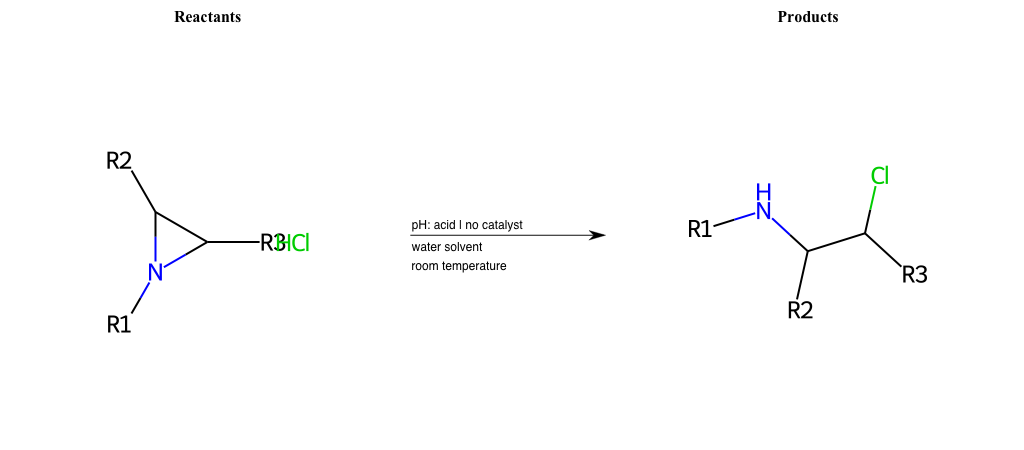 Reactants
Products
R2
R3
HCl
N
R1
pH: acid | no catalyst
water solvent
room temperature
Cl
H
N
R1
R3
R2